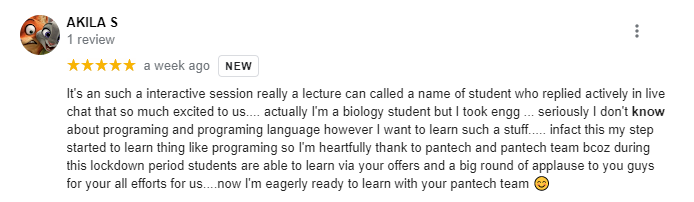 AKILA S
1 review
★★★★★ a week ago NEW
It's an such a interactive session really a lecture can called a name of student who replied actively in live
chat that so much excited to us.... actually I'm a biology student but I took engg ... seriously I don't know
about programing and programing language however I want to learn such a stuff..... infact this my step
started to learn thing like programing so I'm heartfully thank to pantech and pantech team bcoz during
this lockdown period students are able to learn via your offers and a big round of applause to you guys
for your all efforts for us....now I'm eagerly ready to learn with your pantech team 😊